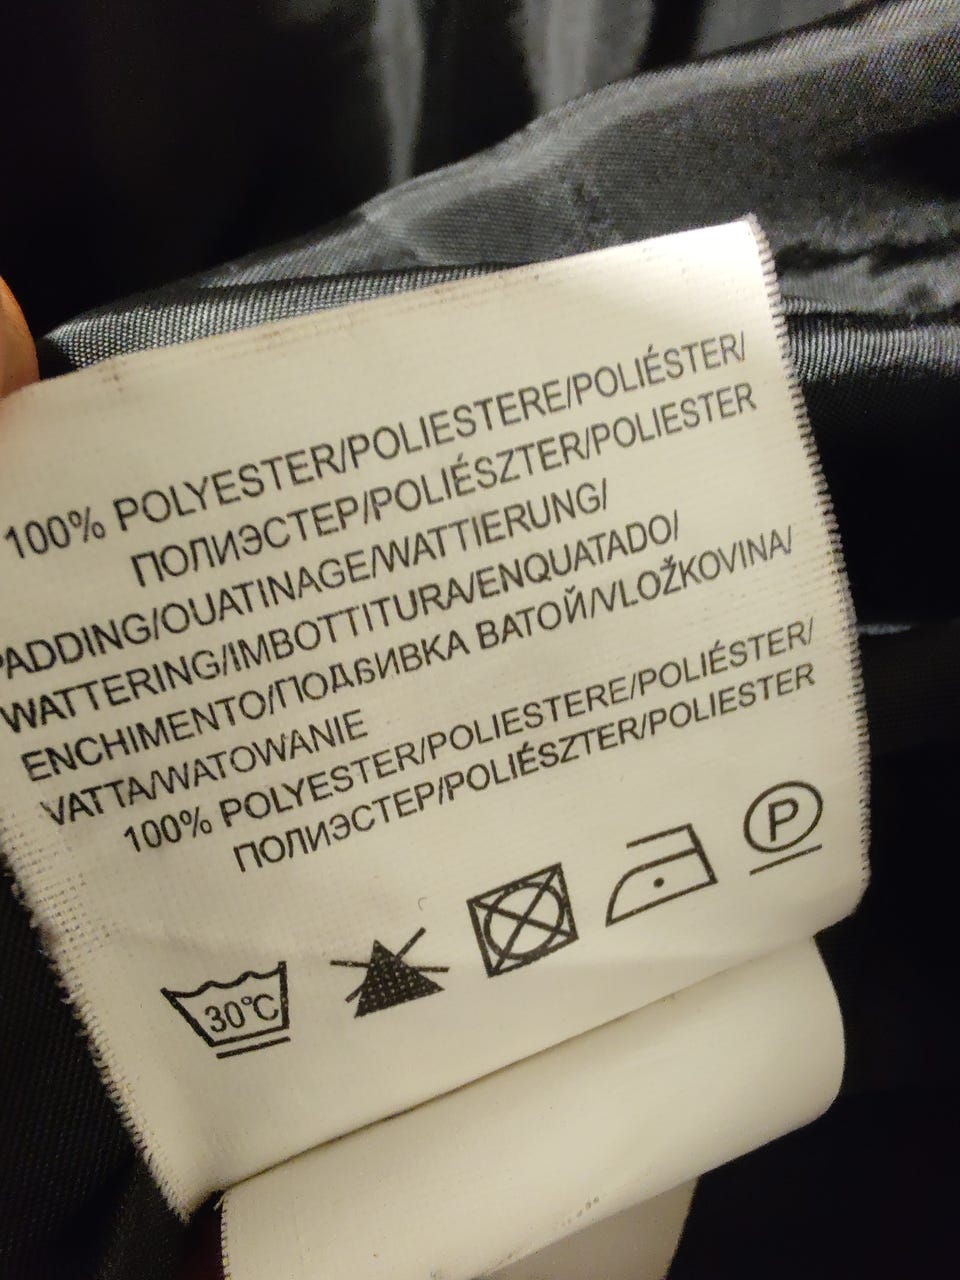 100% POLYESTER/POLIESTERE/POLIÉSTER/
ПОЛИЭСТЕР/POLIÉSZTER/POLIESTER
PADDING/OUATINAGE/WATTIERUNG/
WATTERING/IMBOTTITURA/ENQUATADO/
ENCHIMENTO/ПОДБИВКА ВАТОЙ/VLOŽKOVINA/
VATTA/WATOWANIE
100% POLYESTER/POLIESTERE/POLIÉSTER/
ПОЛИЭСТЕР/POLIÉSZTER/POLIESTER
30°C
P